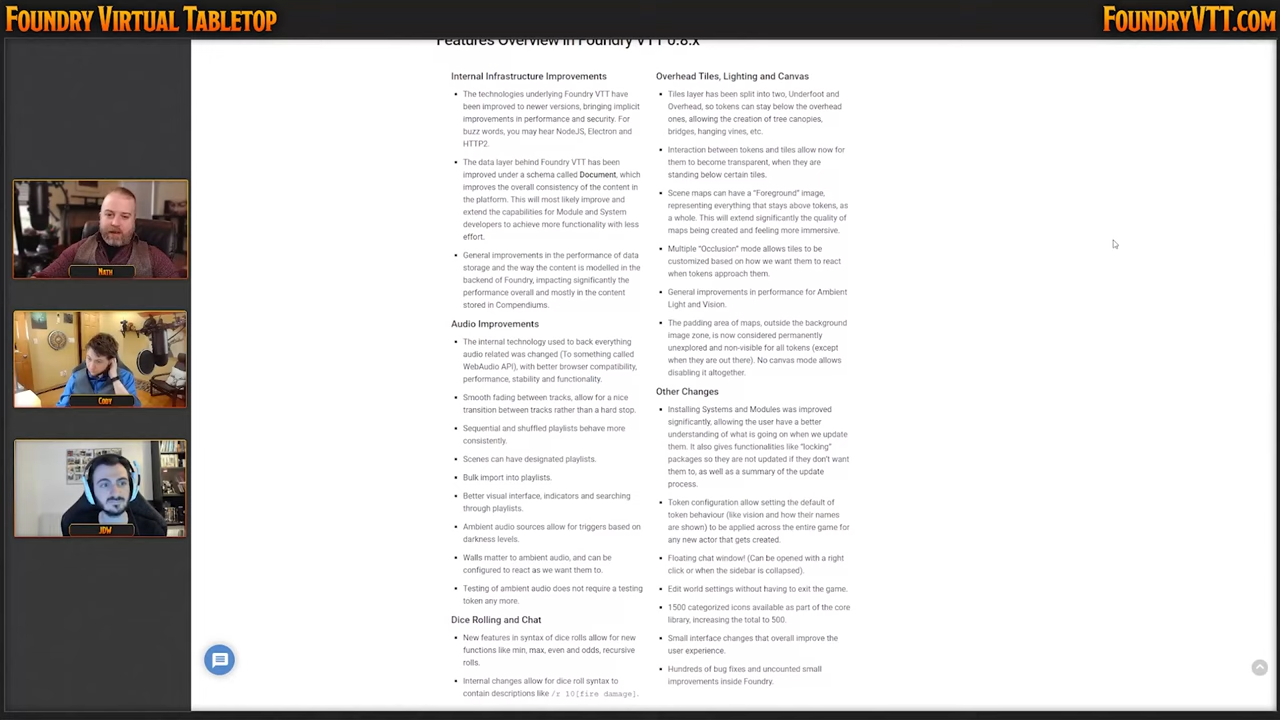 FOUNDRY VIRTUAL TABLETOP
FOUNDRYVTT.COM
Features Overview in Foundry VTT 0.8.x
Internal Infrastructure Improvements
The technologies underlying Foundry VTT have
been improved to newer versions, bringing implicit
improvements in performance and security. For
buzz words, you may hear NodeJS, Electron and
HTTP2.
The data layer behind Foundry VTT has been
improved under a schema called Document, which
improves the overall consistency of the content in
the platform. This will most likely improve and
extend the capabilities for Module and System
developers to achieve more functionality with less
effort.
General improvements in the performance of data
storage and the way the content is modelled in the
backend of Foundry, impacting significantly the
performance overall and mostly in the content
stored in Compendiums.
Audio Improvements
The internal technology used to back everything
audio related was changed (To something called
WebAudio API), with better browser compatibility,
performance, stability and functionality.
Smooth fading between tracks, allow for a nice
transition between tracks rather than a hard stop.
Sequential and shuffled playlists behave more
consistently.
Scenes can have designated playlists.
Bulk import into playlists.
Better visual interface, indicators and searching
through playlists.
Ambient audio sources allow for triggers based on
darkness levels.
Walls matter to ambient audio, and can be
configured to react as we want them to.
Testing of ambient audio does not require a testing
token any more.
Dice Rolling and Chat
New features in syntax of dice rolls allow for new
functions like min, max, even and odds, recursive
rolls.
Internal changes allow for dice roll syntax to
contain descriptions like /r 10[fire damage].
Overhead Tiles, Lighting and Canvas
Tiles layer has been split into two, Underfoot and
Overhead, so tokens can stay below the overhead
ones, allowing the creation of tree canopies,
bridges, hanging vines, etc.
Interaction between tokens and tiles allow now for
them to become transparent, when they are
standing below certain tiles.
Scene maps can have a “Foreground” image,
representing everything that stays above tokens, as
a whole. This will extend significantly the quality of
maps being created and feeling more immersive.
Multiple “Occlusion” mode allows tiles to be
customized based on how we want them to react
when tokens approach them.
General improvements in performance for Ambient
Light and Vision.
The padding area of maps, outside the background
image zone, is now considered permanently
unexplored and non-visible for all tokens (except
when they are out there). No canvas mode allows
disabling it altogether.
Other Changes
Installing Systems and Modules was improved
significantly, allowing the user have a better
understanding of what is going on when we update
them. It also gives functionalities like “locking”
packages so they are not updated if they don't want
them to, as well as a summary of the update
process.
Token configuration allow setting the default of
token behaviour (like vision and how their names
are shown) to be applied across the entire game for
any new actor that gets created.
Floating chat window! (Can be opened with a right
click or when the sidebar is collapsed).
Edit world settings without having to exit the game.
1500 categorized icons available as part of the core
library, increasing the total to 500.
Small interface changes that overall improve the
user experience.
Hundreds of bug fixes and uncounted small
improvements inside Foundry.
NATH
CODY
JDW